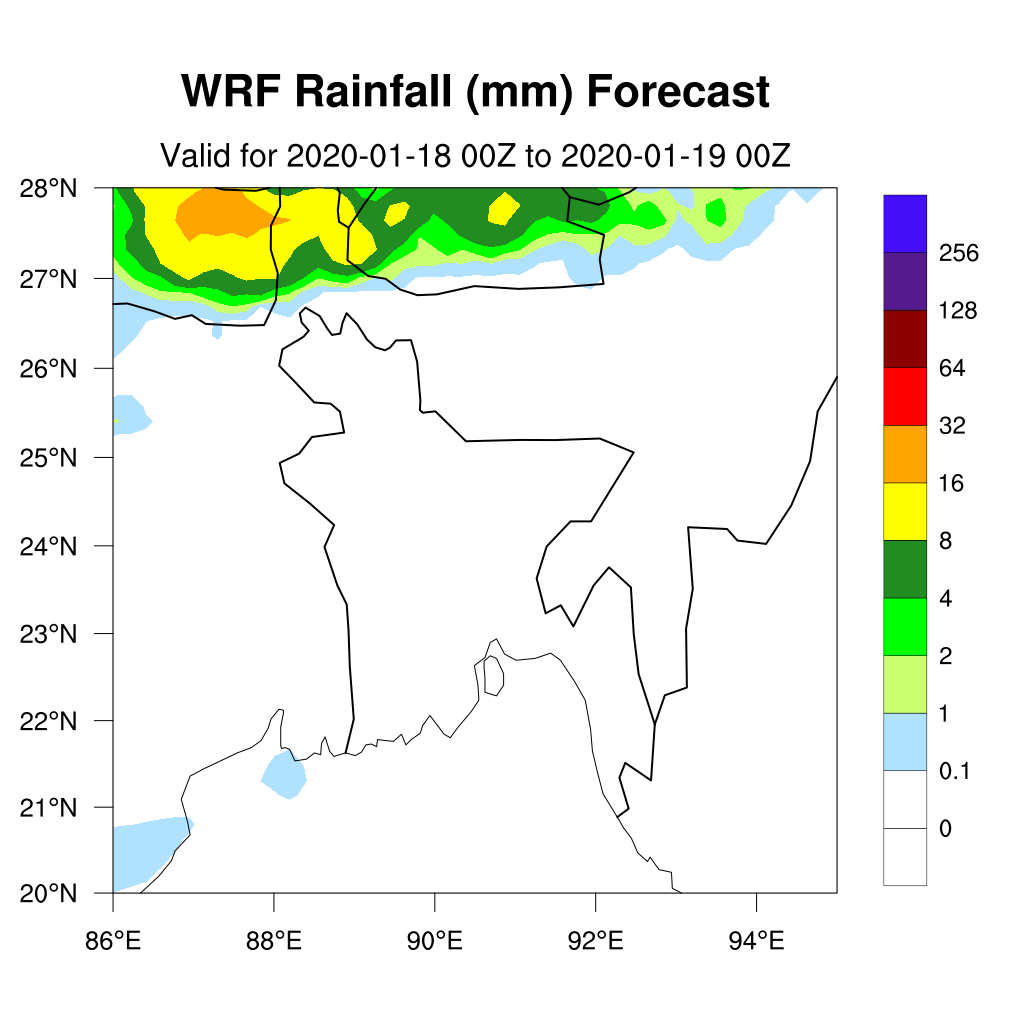 WRF Rainfall (mm) Forecast
Valid for 2020-01-18 00Z to 2020-01-19 00Z
28°N
27°N
26°N
25°N
24°N
23°N
22°N
21°N
20°N
86°E 88°E 90°E 92°E 94°E
256
128
64
32
16
8
4
2
1
0.1
0